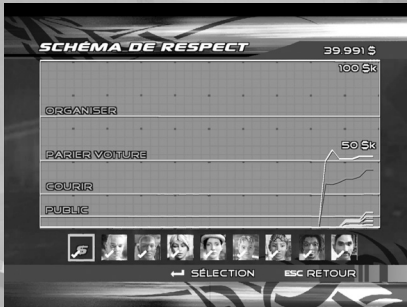 SCHÉMA DE RESPECT
39.991 $
100 $k
ORGANISER
PARIER VOITURE
50 $k
COURIR
PUBLIC
SÉLECTION ESC RETOUR